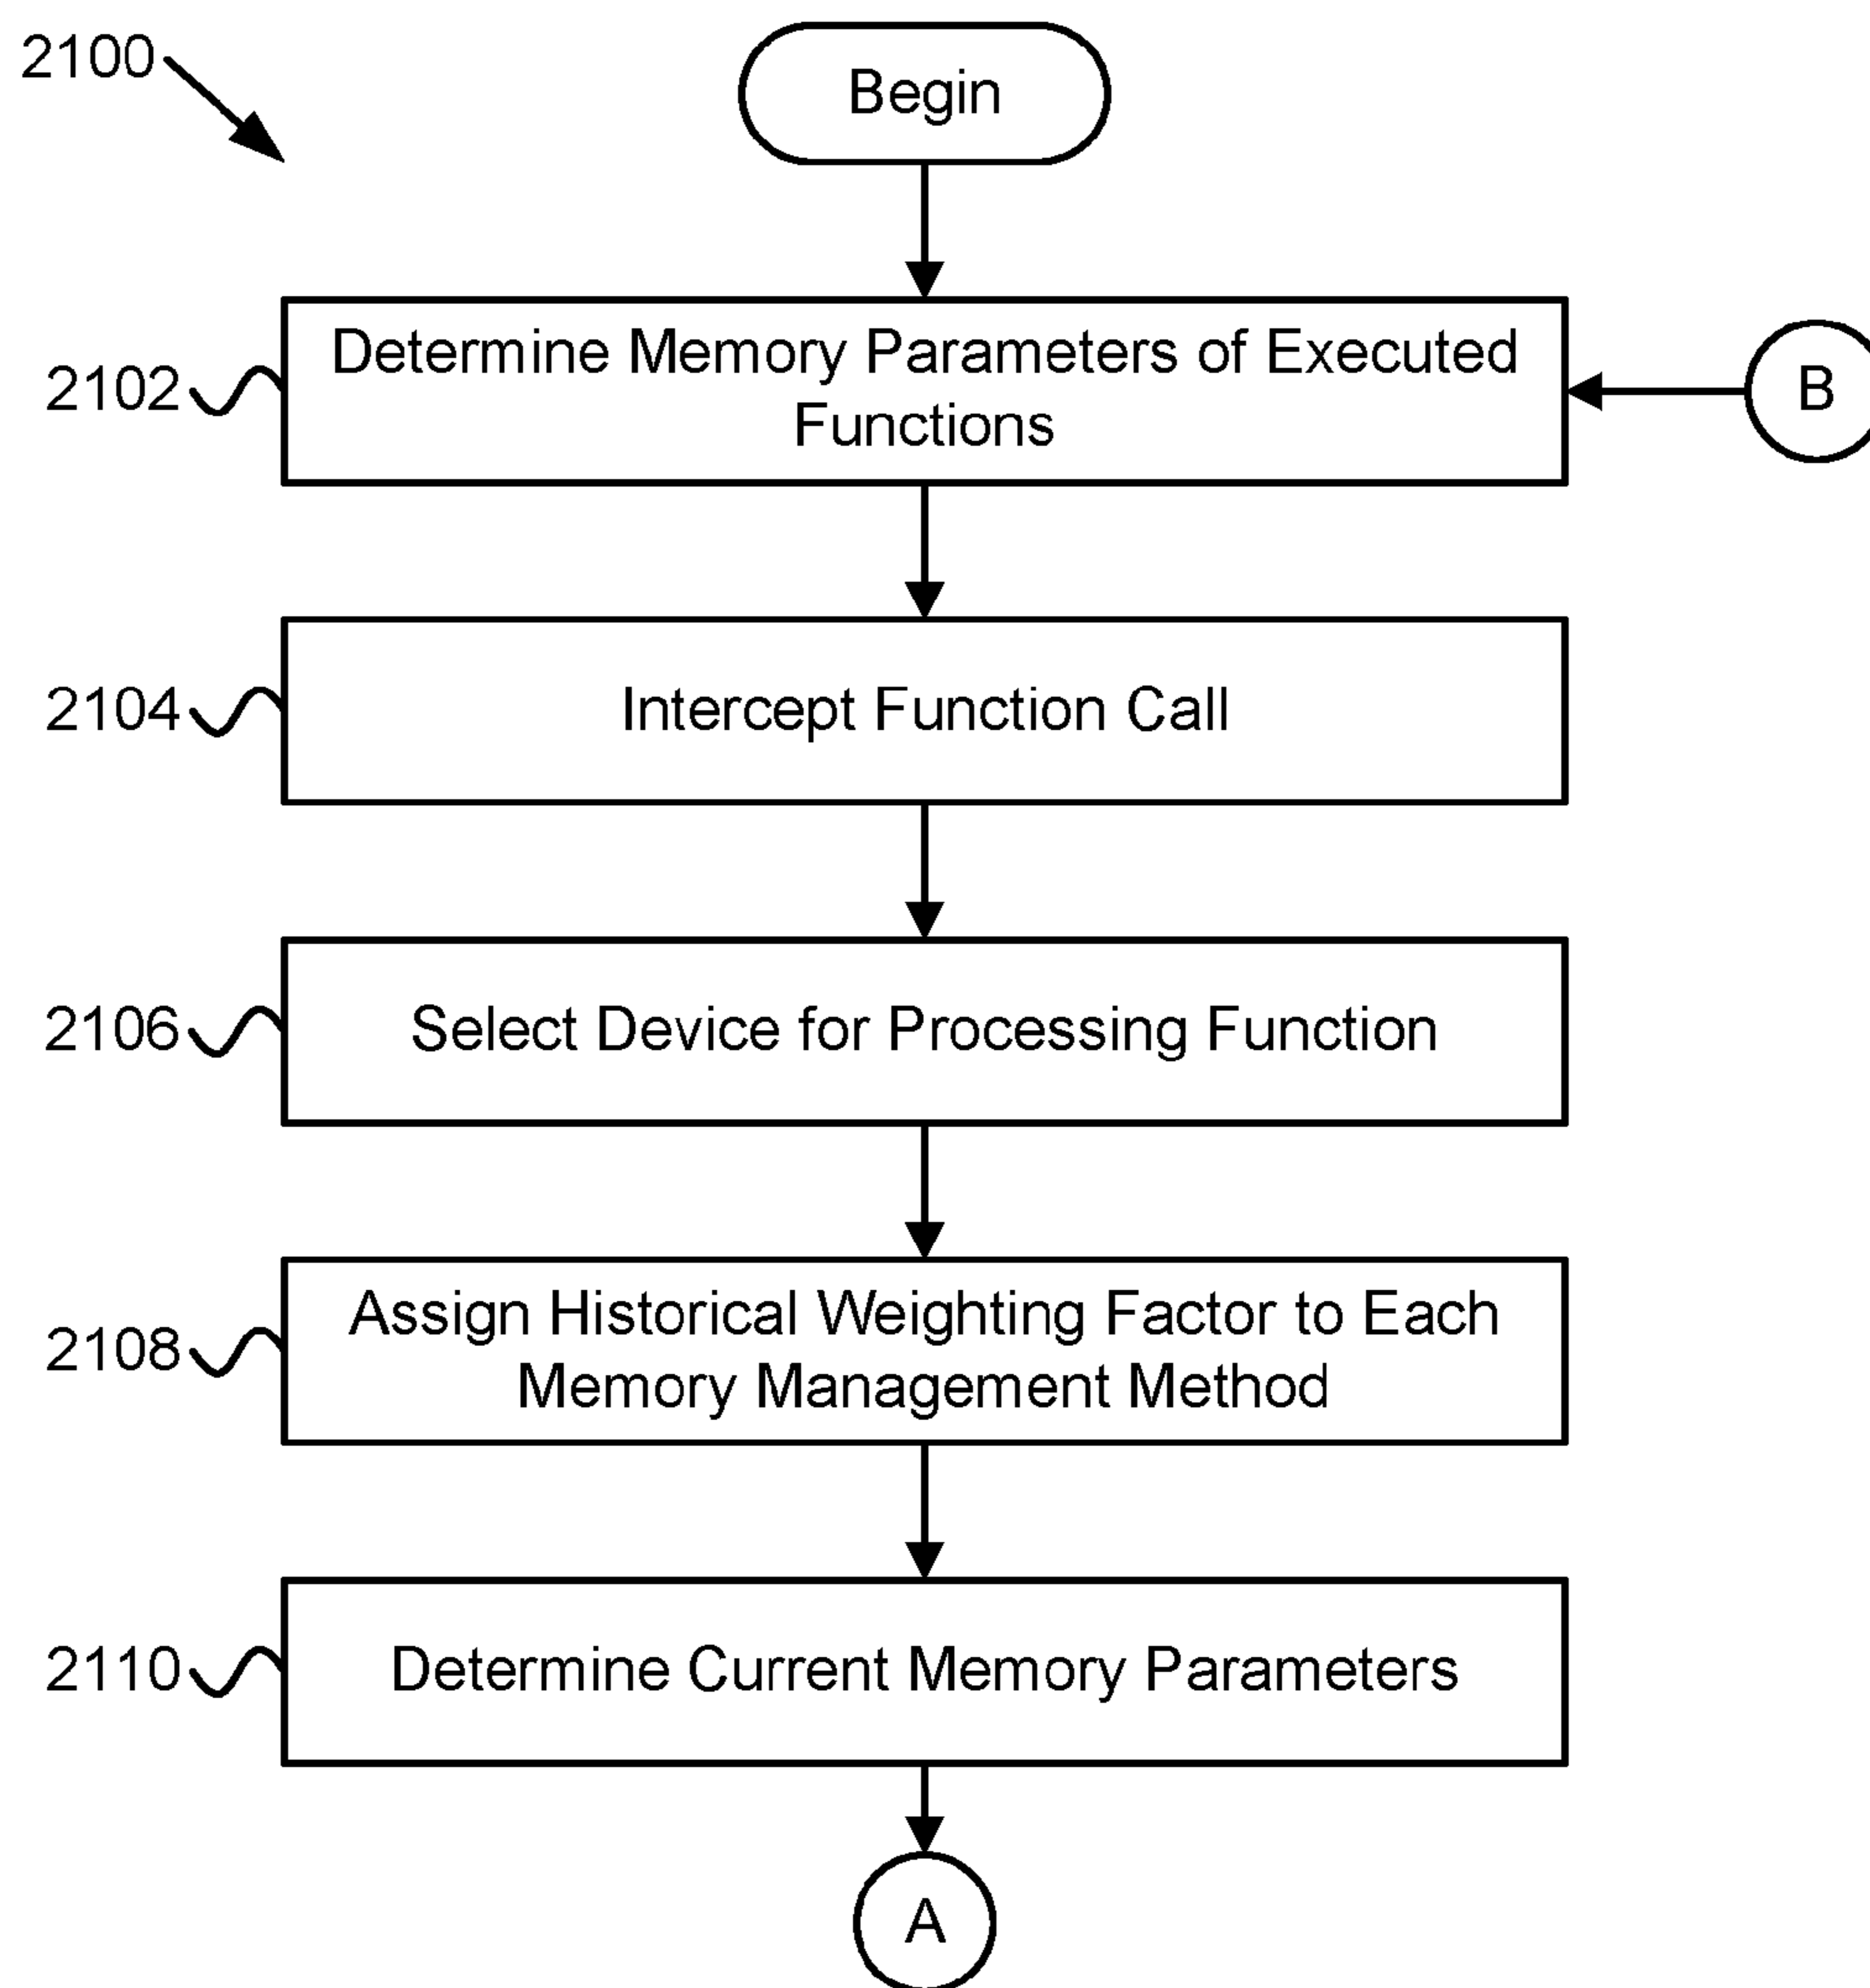 2100
Begin
Determine Memory Parameters of Executed
Functions
2102
B
2104
Intercept Function Call
2106
Select Device for Processing Function
Assign Historical Weighting Factor to Each
Memory Management Method
2108
2110
Determine Current Memory Parameters
A